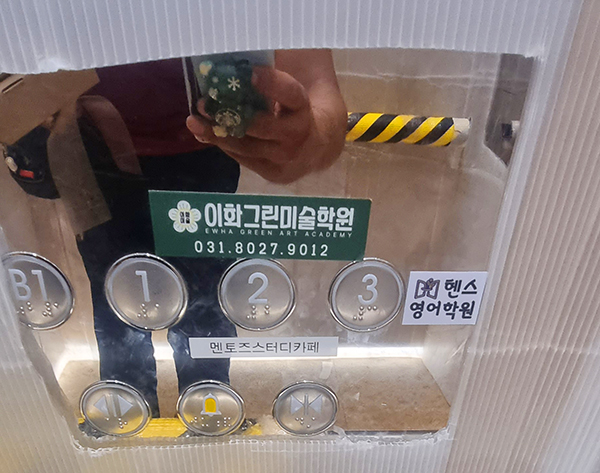 이화그린미술학원
EWHA GREEN ART ACADEMY
031.8027.9012
B1 1 2 3
헨스
영어학원
멘토즈스터디카페